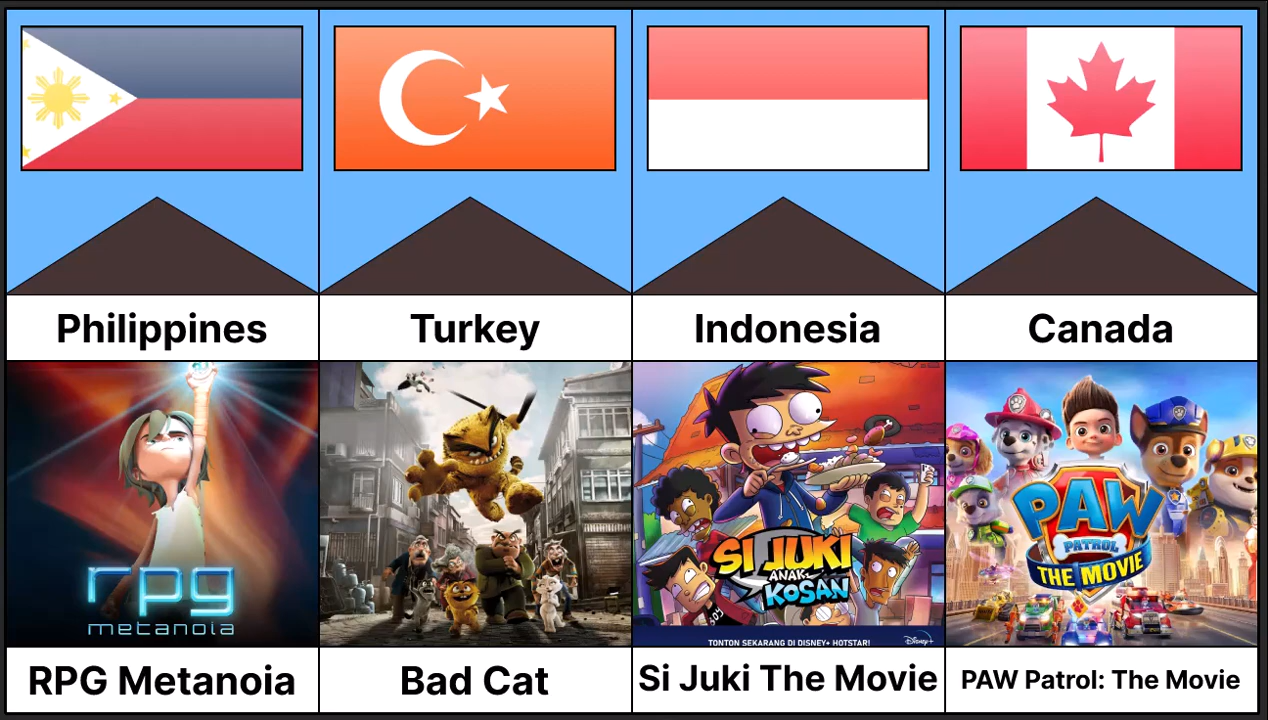 Philippines
Turkey
Indonesia
Canada
rpg
metanoia
SI JUKI
ANAK
KOSAN
TONTON SEKARANG DI DISNEY+ HOTSTAR!
Disney+
PAW
PATROL
THE MOVIE
RPG Metanoia
Bad Cat
Si Juki The Movie
PAW Patrol: The Movie